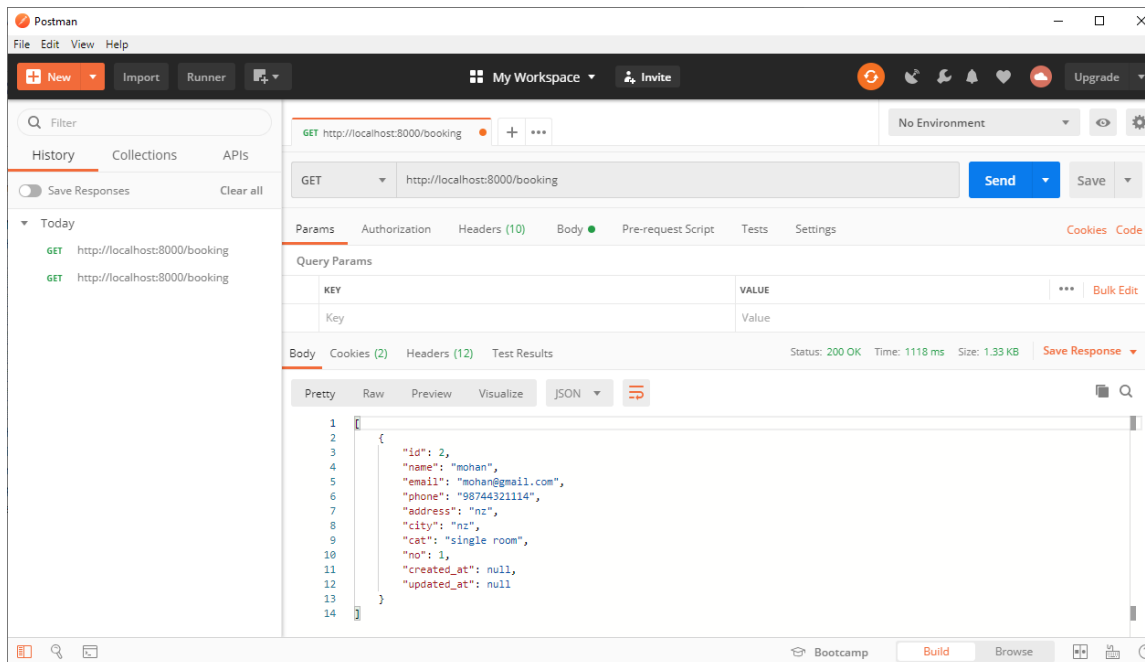 Postman
File Edit View Help
New Import Runner My Workspace Invite Upgrade
Filter
History Collections APIs
Save Responses Clear all
Today
GET http://localhost:8000/booking
GET http://localhost:8000/booking
GET http://localhost:8000/booking
No Environment
GET http://localhost:8000/booking Send Save
Params Authorization Headers (10) Body Pre-request Script Tests Settings Cookies Code
Query Params
KEY VALUE Bulk Edit
Key Value
Body Cookies (2) Headers (12) Test Results Status: 200 OK Time: 1118 ms Size: 1.33 KB Save Response
Pretty Raw Preview Visualize JSON
1 [
2 {
3 "id": 2,
4 "name": "mohan",
5 "email": "mohan@gmail.com",
6 "phone": "98744321114",
7 "address": "nz",
8 "city": "nz",
9 "cat": "single room",
10 "no": 1,
11 "created_at": null,
12 "updated_at": null
13 }
14 ]
Bootcamp Build Browse